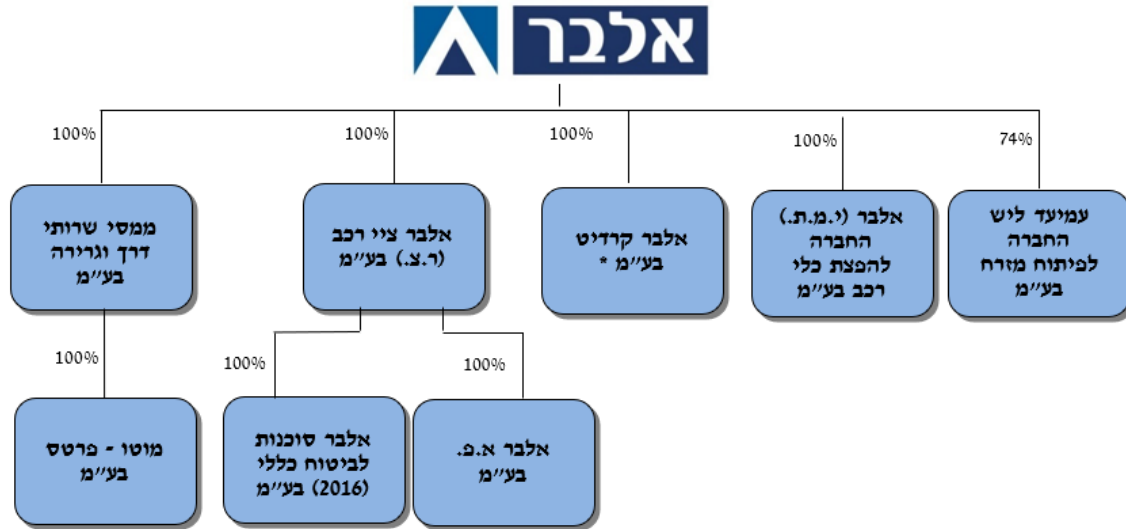 אלבר
100%
100%
100%
100%
74%
ממסי שרותי
דרך וגרירה
בע״מ
אלבר ציי רכב
(ר.צ.) בע״מ
אלבר קרדיט
בע״מ *
אלבר (י.מ.ת.)
החברה
להפצת כלי
רכב בע״מ
עמיעד ליש
החברה
לפיתוח מזרח
בע״מ
100%
100%
100%
מוטו - פרטס
בע״מ
אלבר סוכנות
לביטוח כללי
(2016) בע״מ
אלבר א.פ.
בע״מ